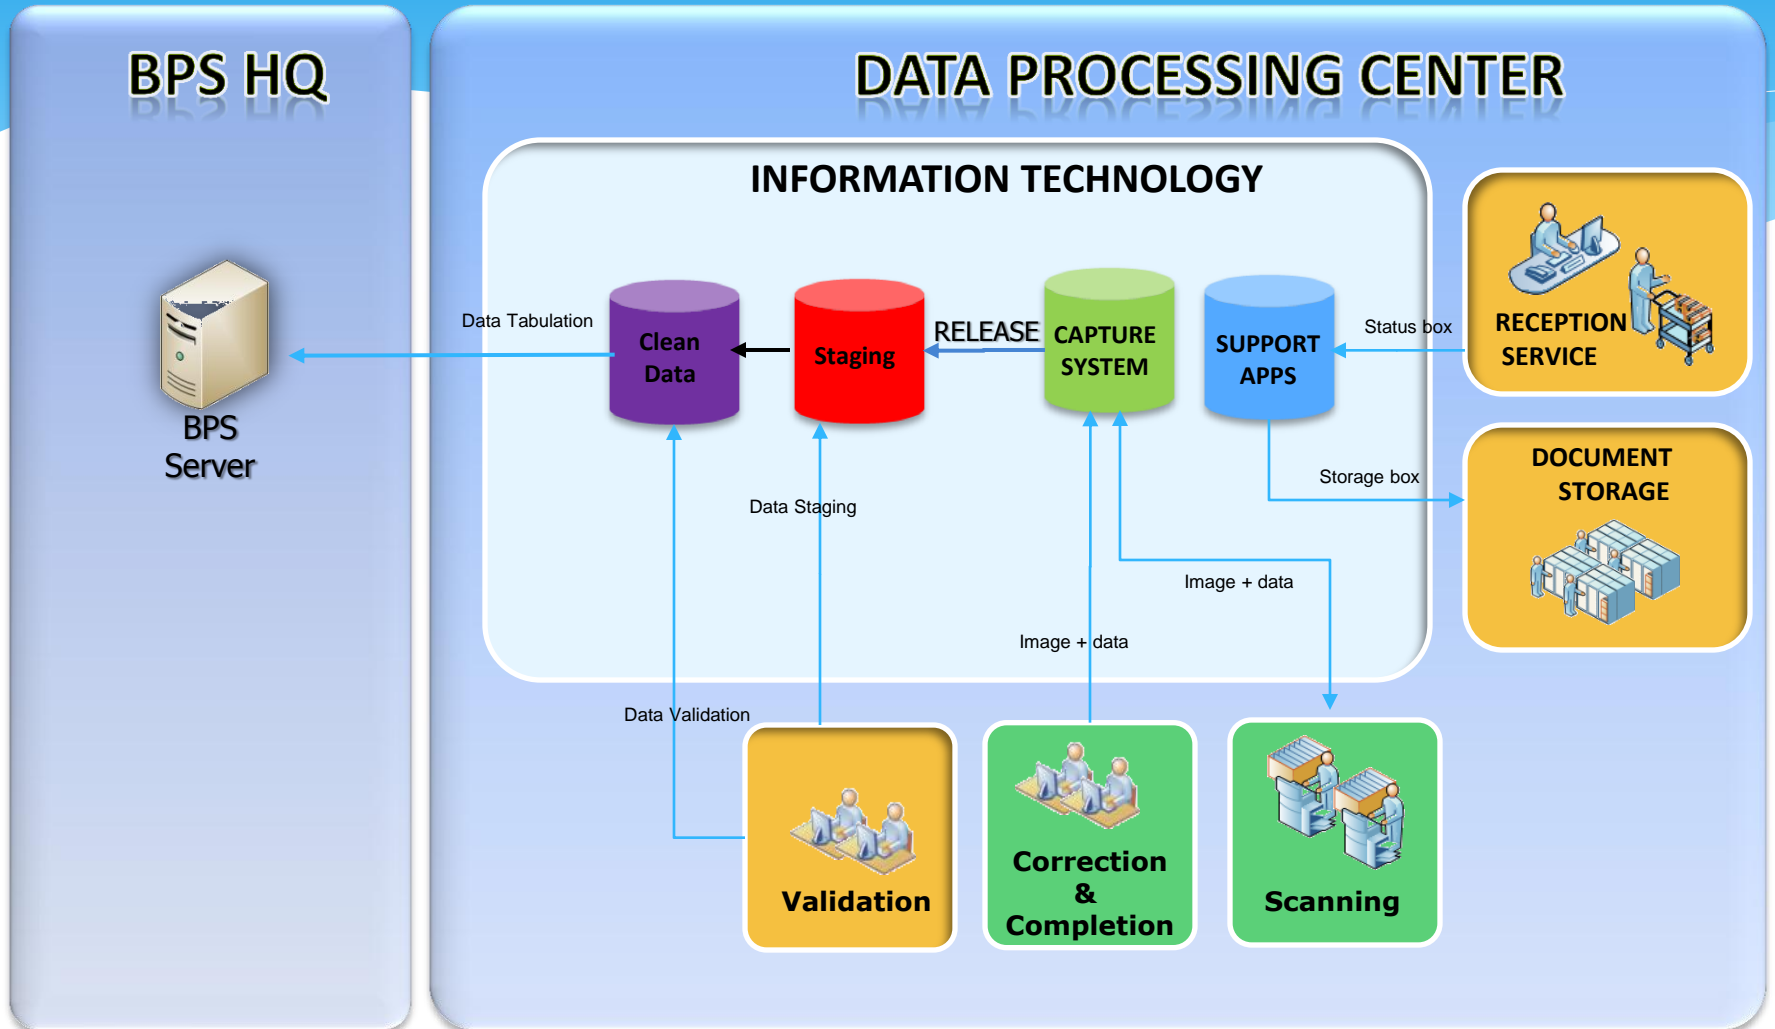 BPS HQ
DATA PROCESSING CENTER
INFORMATION TECHNOLOGY
BPS
Server
Data Tabulation
Clean
Data
Staging
RELEASE
CAPTURE
SYSTEM
SUPPORT
APPS
Status box
RECEPTION
SERVICE
Storage box
DOCUMENT
STORAGE
Data Staging
Image + data
Image + data
Data Validation
Validation
Correction
&
Completion
Scanning